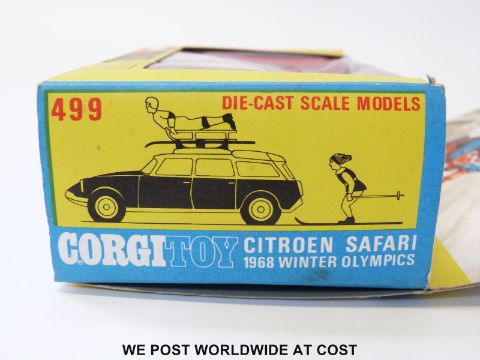 499
DIE-CAST SCALE MODELS
CORGI TOY
CITROEN SAFARI
1968 WINTER OLYMPICS
WE POST WORLDWIDE AT COST